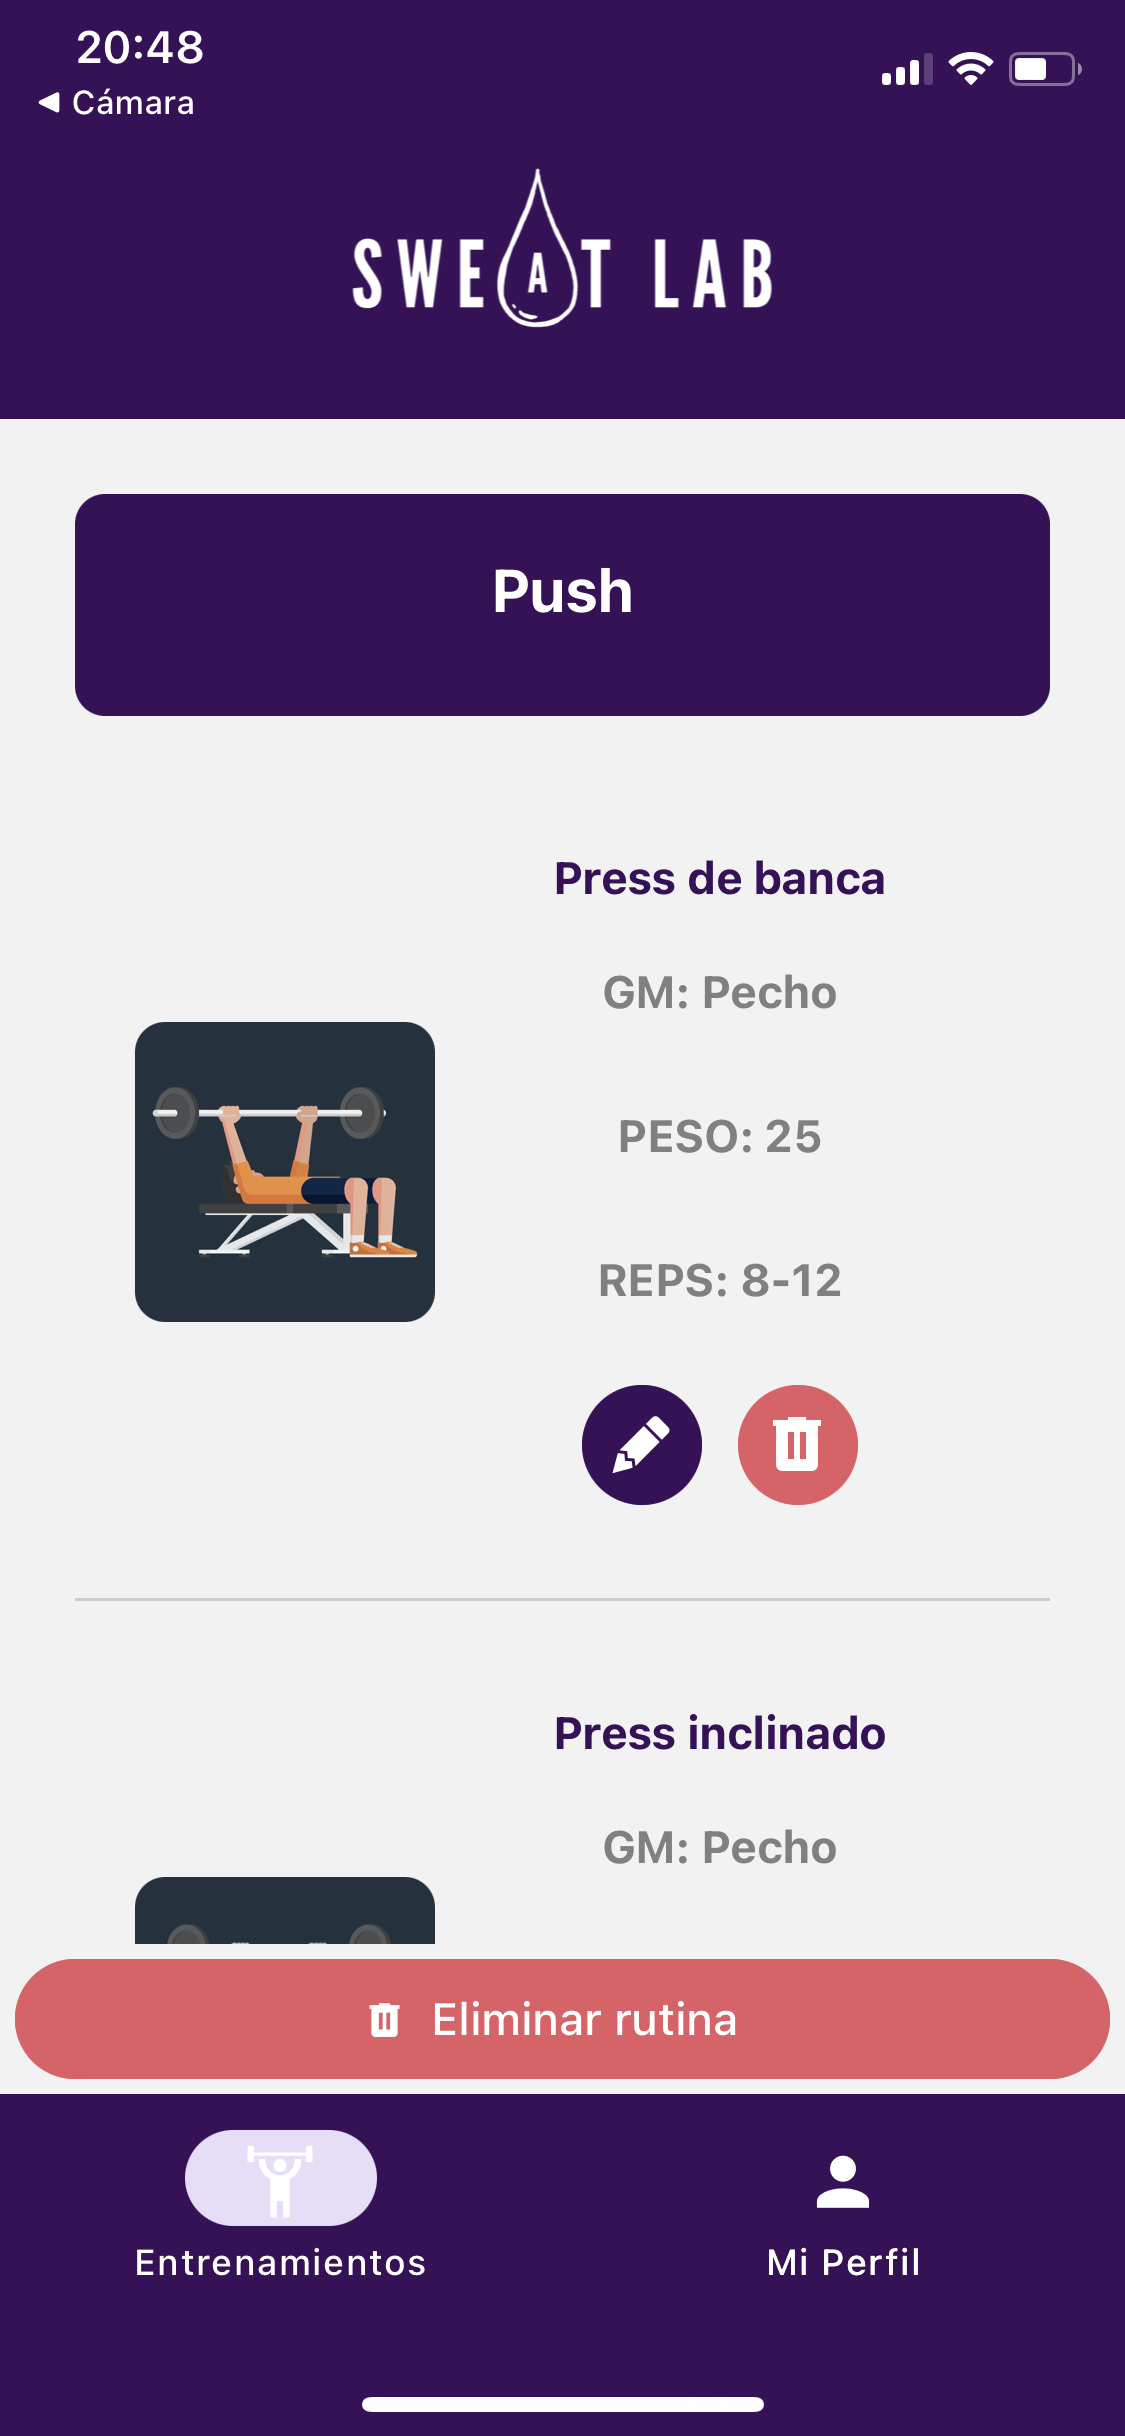 20:48
Cámara
SWEAT LAB
Push
Press de banca
GM: Pecho
PESO: 25
REPS: 8-12
Press inclinado
GM: Pecho
Eliminar rutina
Entrenamientos
Mi Perfil